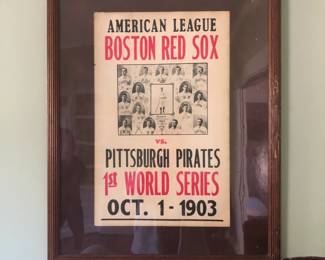 AMERICAN LEAGUE
BOSTON RED SOX
VS.
PITTSBURGH PIRATES
1ST WORLD SERIES
OCT. 1-1903